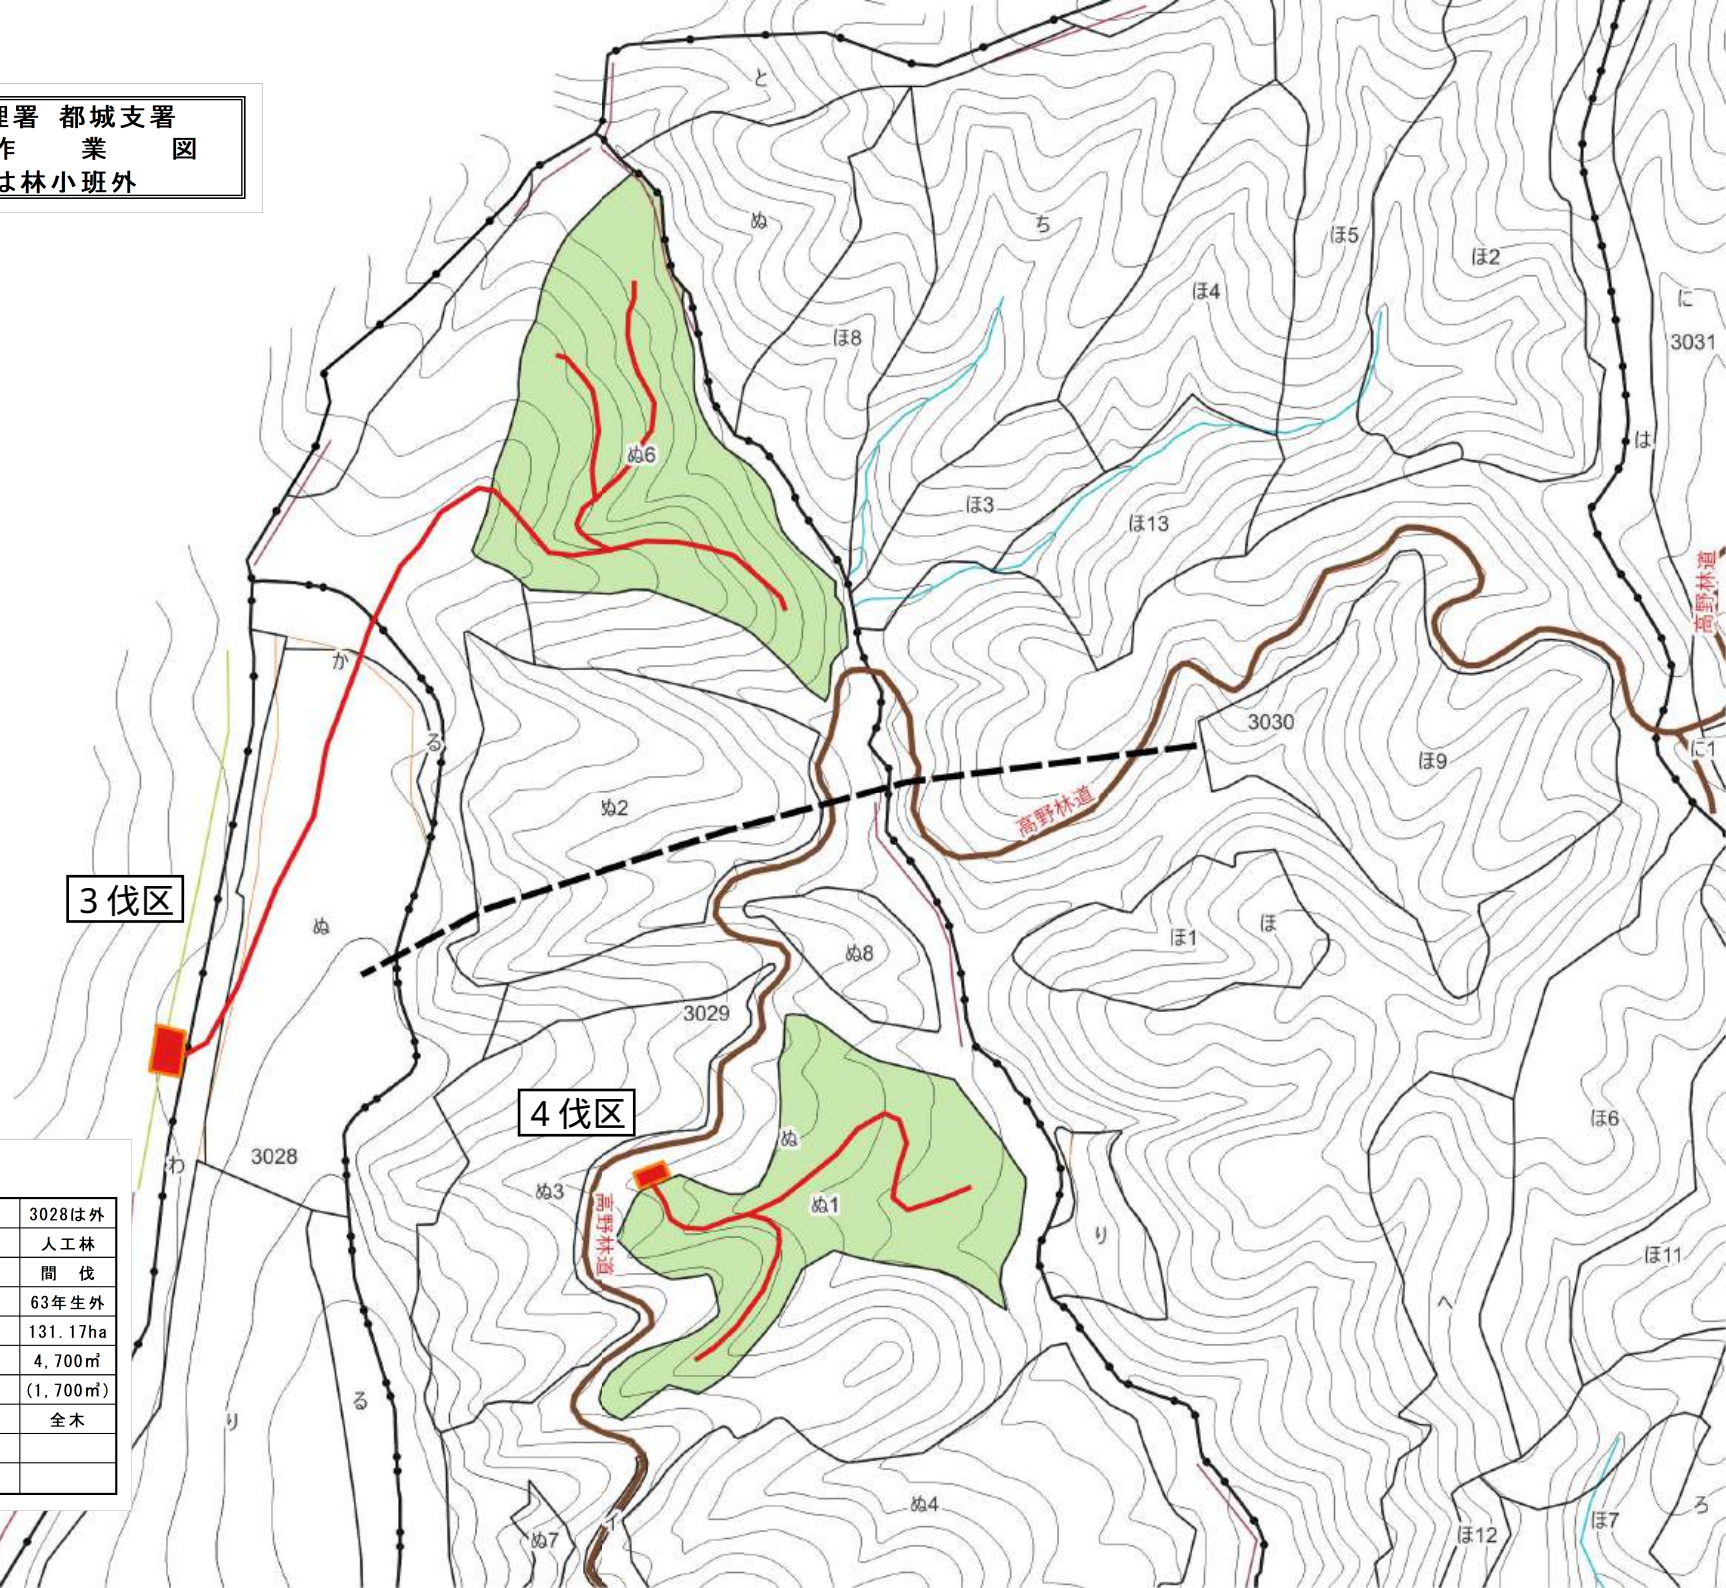 理署 都城支署
作 業 図
は林小班外
と
ぬ
ち
ほ5
ほ2
ほ4
に
ほ8
3031
は
ぬ6
ほ3
ほ13
高野林道
か
る
3030
に1
ほ9
ぬ2
高野林道
3伐区
ぬ
ほ
ほ1
ぬ8
3029
4伐区
ほ6
ぬ
3028
わ
ぬ3
ぬ1
高野林道
り
3028は外
人工林
間 伐
63年生外
131.17ha
4,700㎥
(1,700㎥)
全木
ほ11
へ
る
り
ぬ4
ろ
ほ7
ほ12
イ
ぬ7